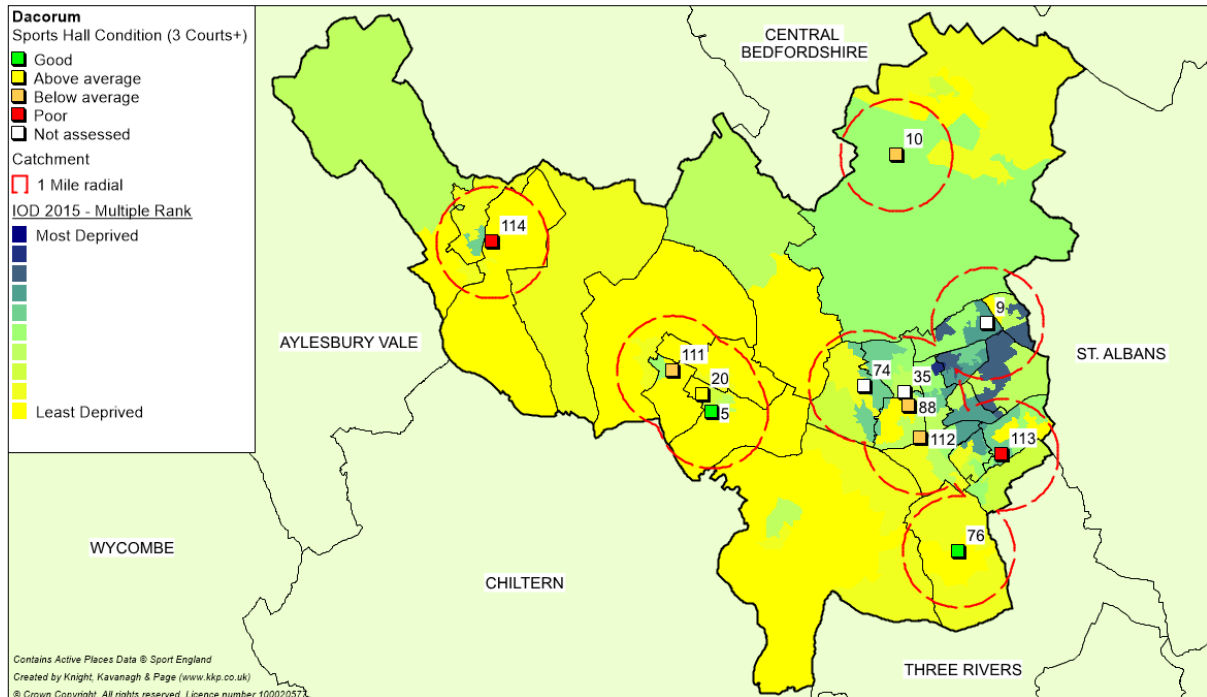 Dacorum
Sports Hall Condition (3 Courts+)
Good
Above average
Below average
Poor
Not assessed
Catchment
1 Mile radial
IOD 2015 - Multiple Rank
Most Deprived
Least Deprived
CENTRAL
BEDFORDSHIRE
10
114
9
AYLESBURY VALE
ST. ALBANS
111
74
35
20
88
5
112
113
76
WYCOMBE
CHILTERN
THREE RIVERS
Contains Active Places Data ® Sport England
Created by Knight, Kavanagh & Page (www.kkp.co.uk)
® Crown Copyright. All rights reserved. Licence number 100020577